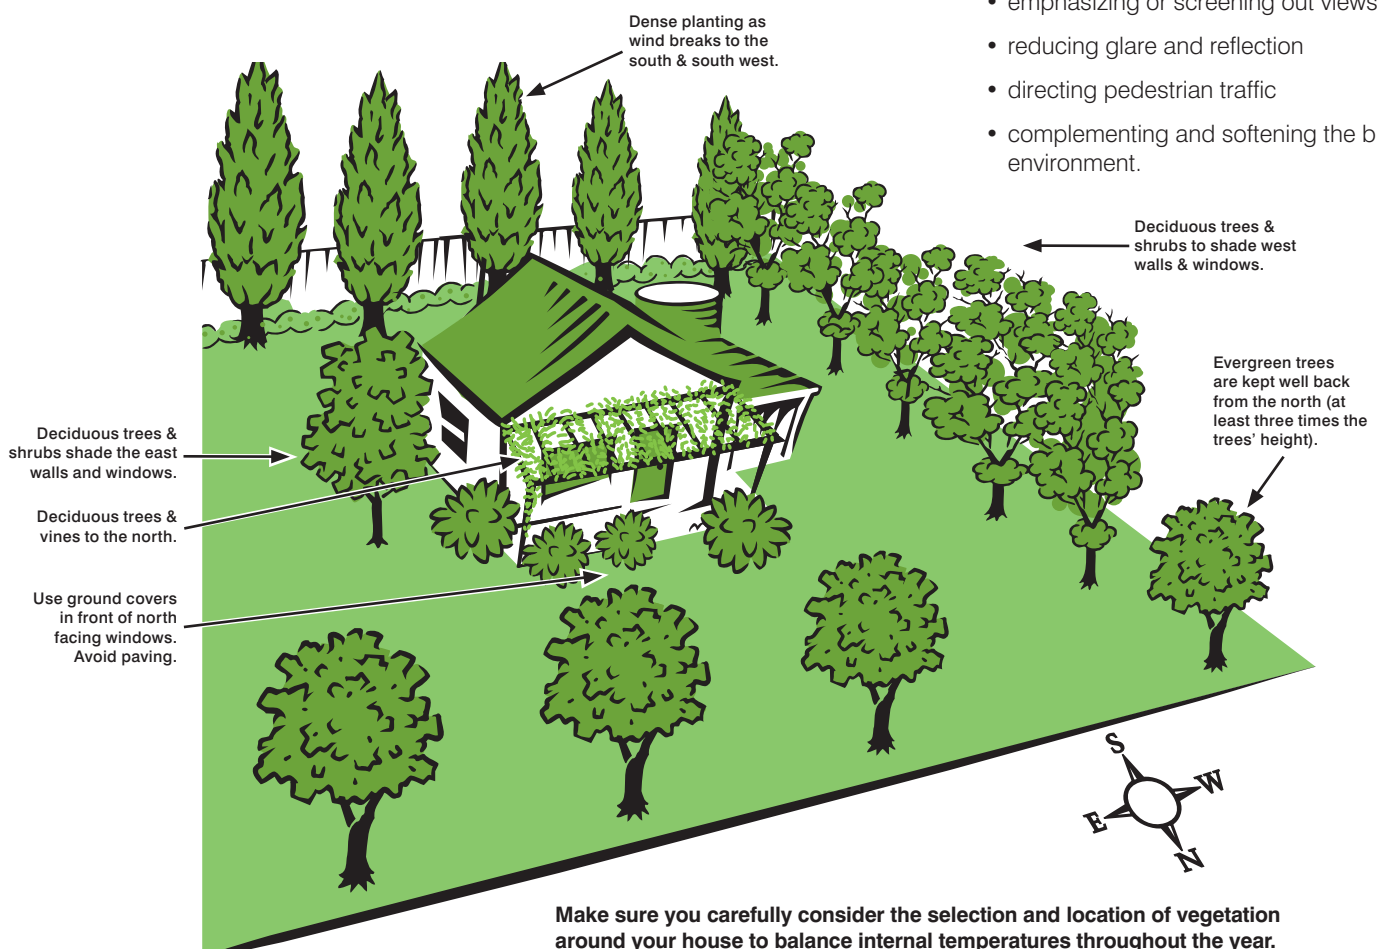 • emphasizing or screening out views
• reducing glare and reflection
• directing pedestrian traffic
• complementing and softening the b
environment.
Dense planting as
wind breaks to the
south & south west.
Deciduous trees &
shrubs to shade west
walls & windows.
Evergreen trees
are kept well back
from the north (at
least three times the
trees' height).
Deciduous trees &
shrubs shade the east
walls and windows.
Deciduous trees &
vines to the north.
Use ground covers
in front of north
facing windows.
Avoid paving.
S
W
E
N
Make sure you carefully consider the selection and location of vegetation
around your house to balance internal temperatures throughout the year.